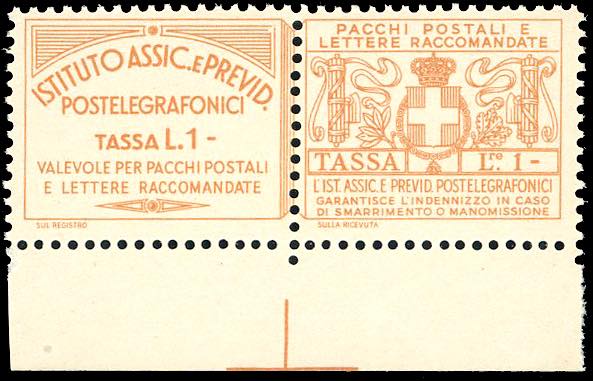 ISTITUTO ASSIC. E PREVID.
POSTELEGRAFONICI
TASSA L. 1 -
VALEVOLE PER PACCHI POSTALI
E LETTERE RACCOMANDATE
SUL REGISTRO
PACCHI POSTALI E
LETTERE RACCOMANDATE
TASSA Lre 1 -
L'IST. ASSIC. E PREVID. POSTELEGRAFONICI
GARANTISCE L'INDENNIZZO IN CASO
DI SMARRIMENTO O MANOMISSIONE
SULLA RICEVUTA